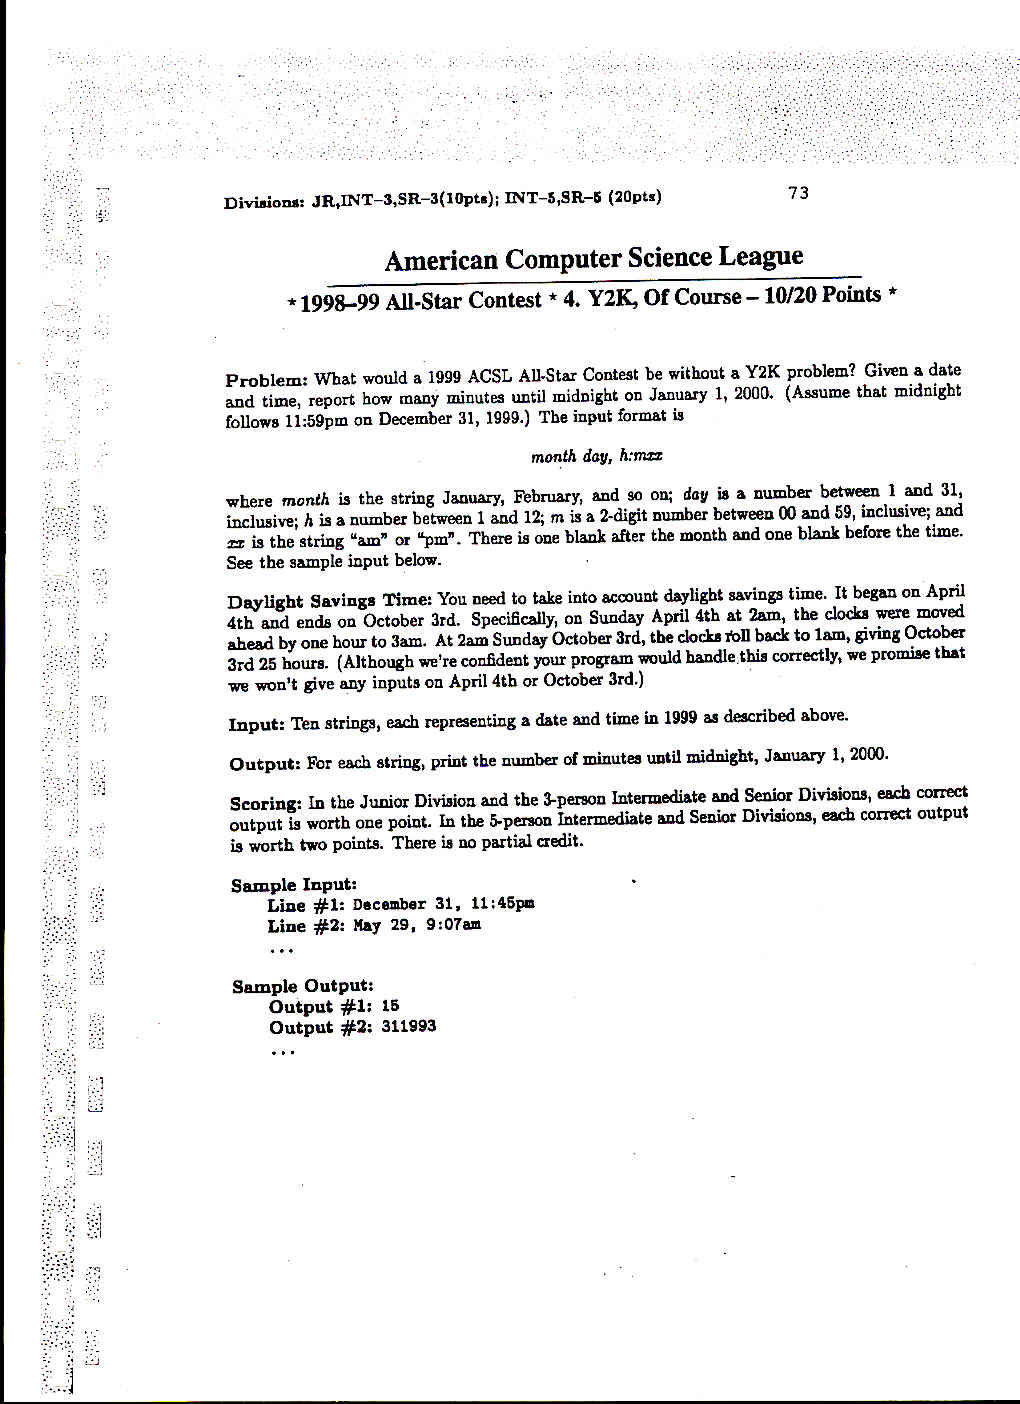 Divisions: JR,INT-3,SR-3(10pts); INT-5,SR-5 (20pts)
73
American Computer Science League
* 1998–99 All-Star Contest * 4. Y2K, Of Course – 10/20 Points *
Problem: What would a 1999 ACSL All-Star Contest be without a Y2K problem? Given a date
and time, report how many minutes until midnight on January 1, 2000. (Assume that midnight
follows 11:59pm on December 31, 1999.) The input format is
month day, h:mxx
where month is the string January, February, and so on; day is a number between 1 and 31,
inclusive; h is a number between 1 and 12; m is a 2-digit number between 00 and 59, inclusive; and
xx is the string “am” or “pm”. There is one blank after the month and one blank before the time.
See the sample input below.
Daylight Savings Time: You need to take into account daylight savings time. It began on April
4th and ends on October 3rd. Specifically, on Sunday April 4th at 2am, the clocks were moved
ahead by one hour to 3am. At 2am Sunday October 3rd, the clocks roll back to 1am, giving October
3rd 25 hours. (Although we're confident your program would handle this correctly, we promise that
we won't give any inputs on April 4th or October 3rd.)
Input: Ten strings, each representing a date and time in 1999 as described above.
Output: For each string, print the number of minutes until midnight, January 1, 2000.
Scoring: In the Junior Division and the 3-person Intermediate and Senior Divisions, each correct
output is worth one point. In the 5-person Intermediate and Senior Divisions, each correct output
is worth two points. There is no partial credit.
Sample Input:
Line #1: December 31, 11:45pm
Line #2: May 29, 9:07am
...
Sample Output:
Output #1: 15
Output #2: 311993
...